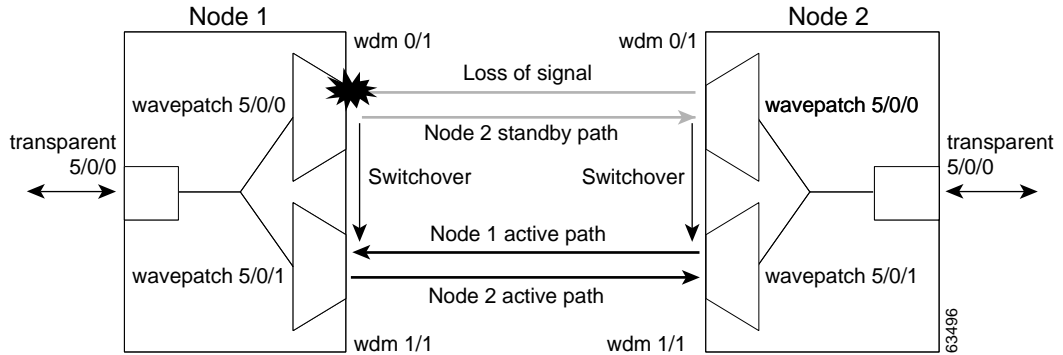 Node 1
Node 2
wdm 0/1
wdm 0/1
Loss of signal
wavepatch 5/0/0
wavepatch 5/0/0
Node 2 standby path
transparent
5/0/0
transparent
5/0/0
Switchover
Switchover
Node 1 active path
wavepatch 5/0/1
wavepatch 5/0/1
Node 2 active path
wdm 1/1
wdm 1/1
63496